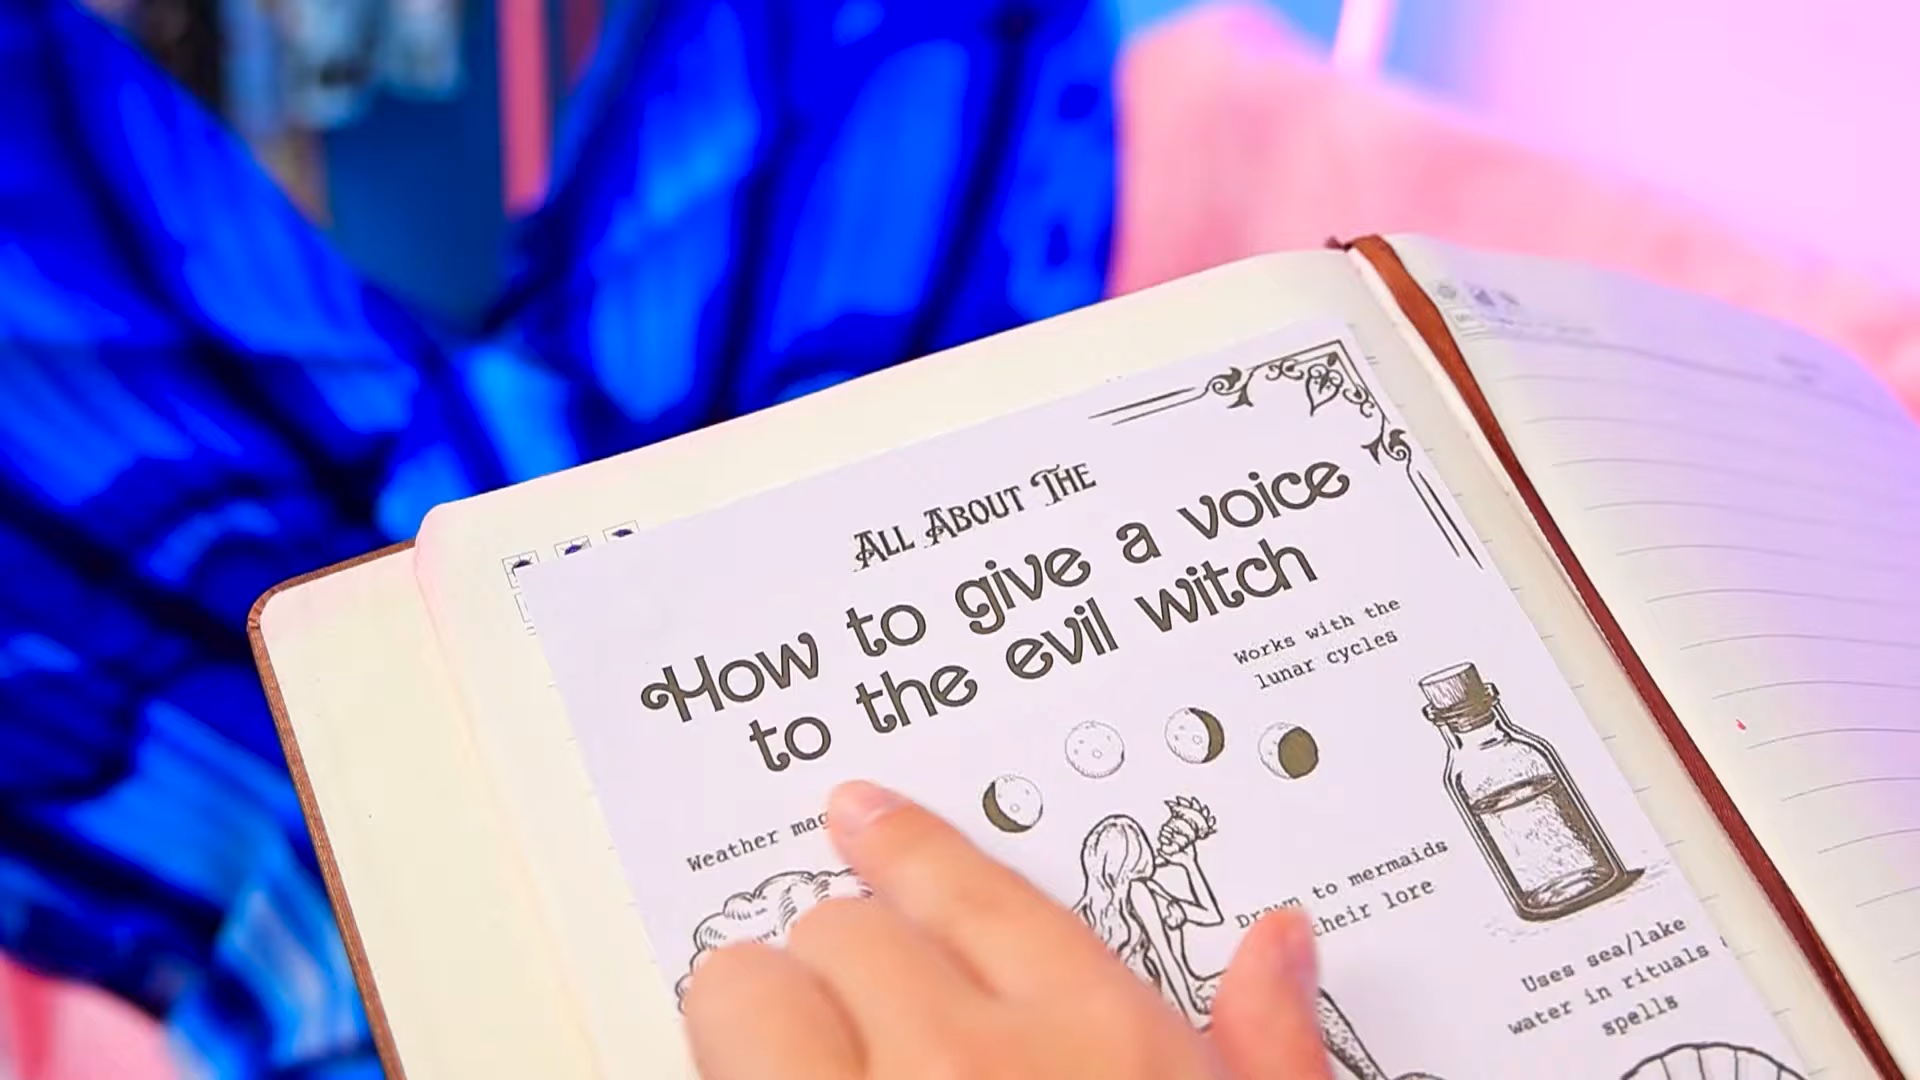 ALL ABOUT THE
How to give a voice
to the evil witch
Works with the
lunar cycles
Weather
Drawn to mermaids
their lore
Uses sea/lake
water in rituals
spells